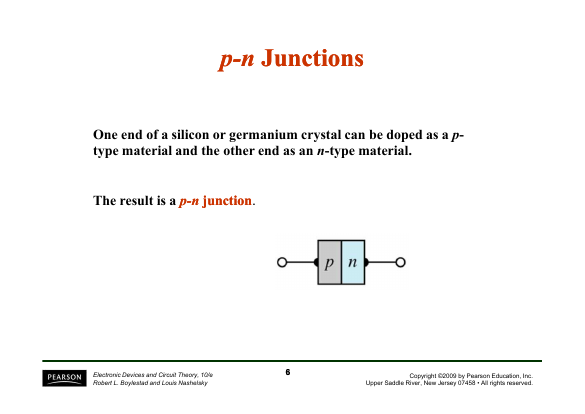 p-n Junctions
One end of a silicon or germanium crystal can be doped as a p-
type material and the other end as an n-type material.
The result is a p-n junction.
p n
PEARSON
Electronic Devices and Circuit Theory, 10/e
Robert L. Boylestad and Louis Nashelsky
6
Copyright ©2009 by Pearson Education, Inc.
Upper Saddle River, New Jersey 07458 • All rights reserved.